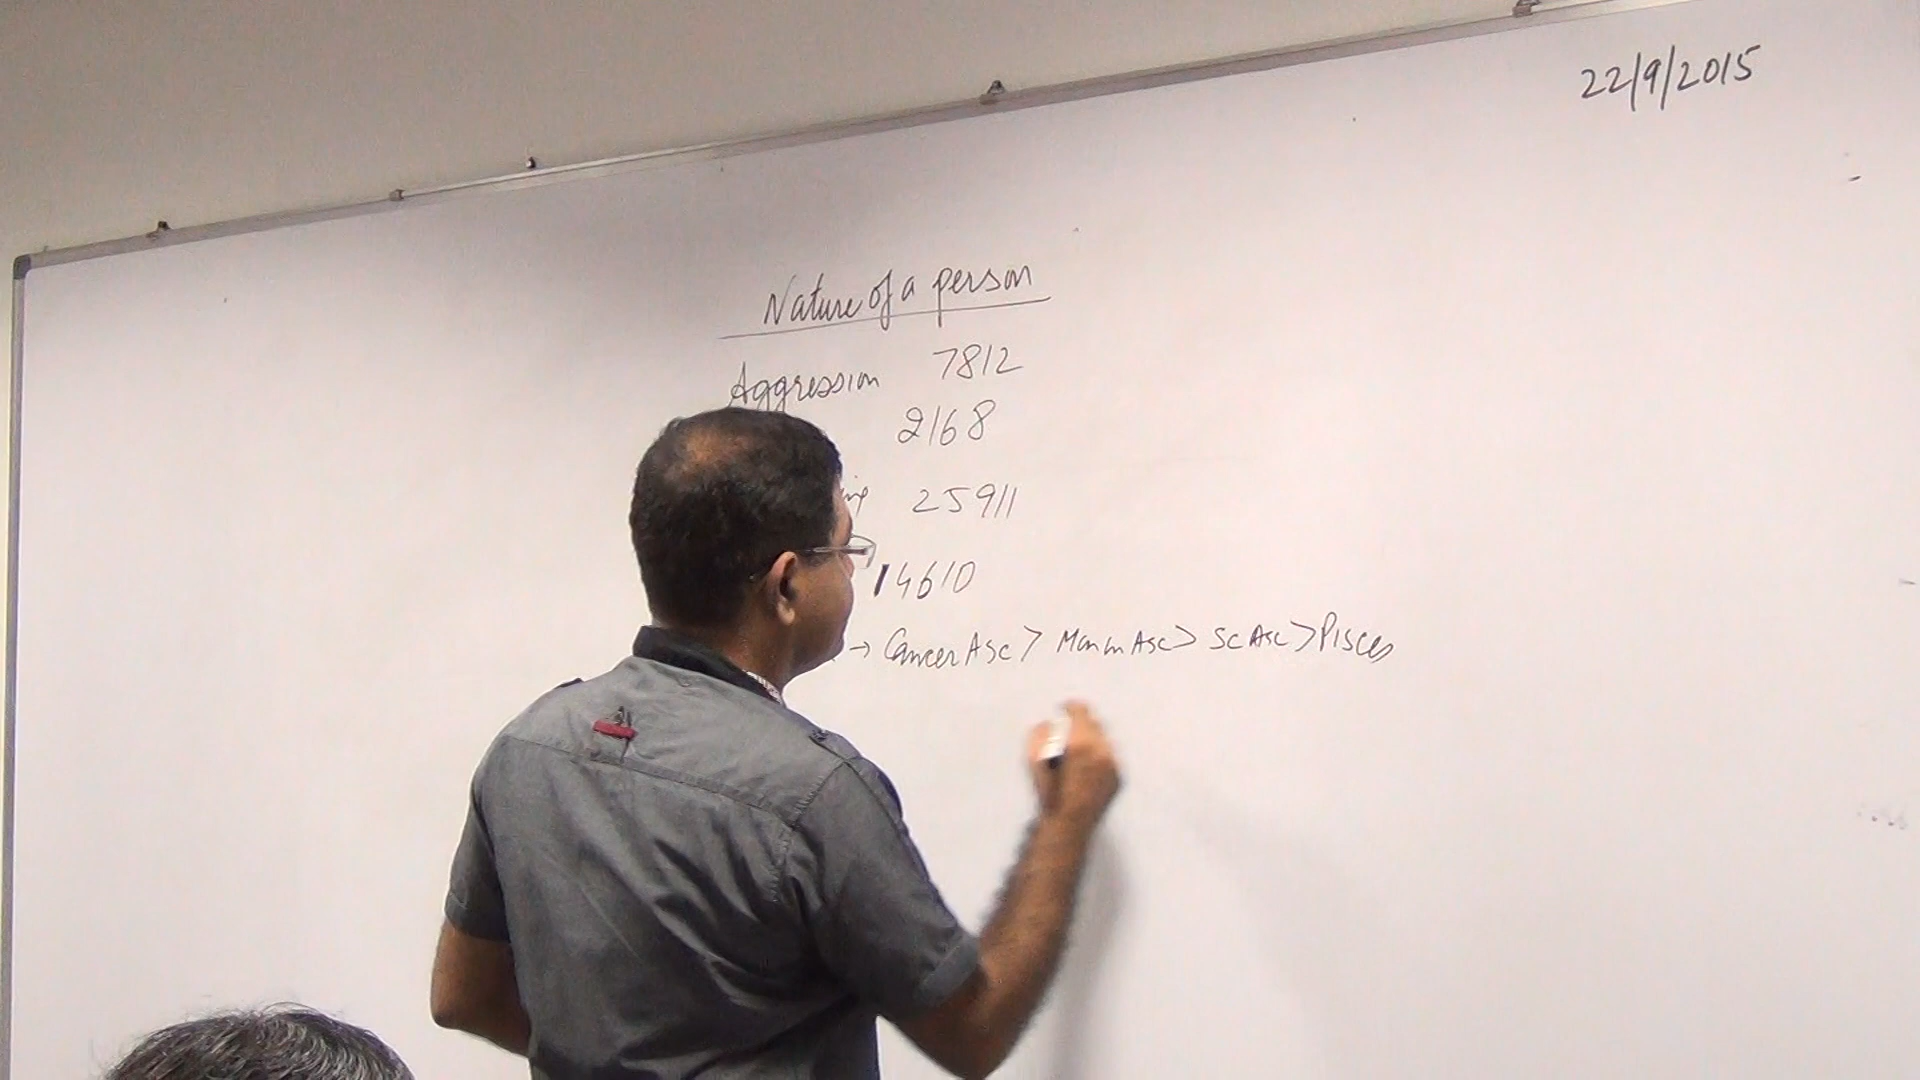 22/9/2015
Nature of a person
Aggression 7812
2168
25911
14610
→ Cancer Asc > Moon in Asc > Sc Asc > Pisces